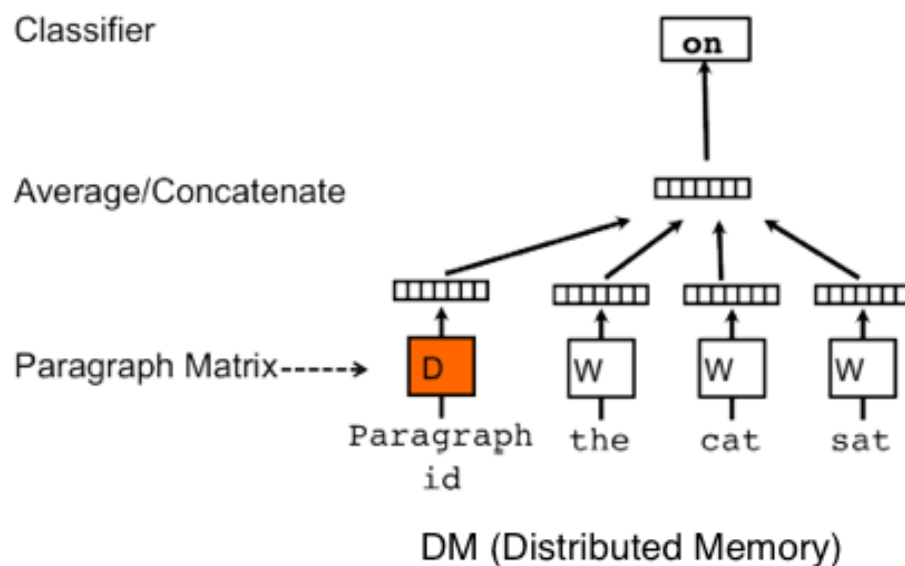 Classifier
on
Average/Concatenate
Paragraph Matrix
D
W
W
W
Paragraph
id
the
cat
sat
DM (Distributed Memory)